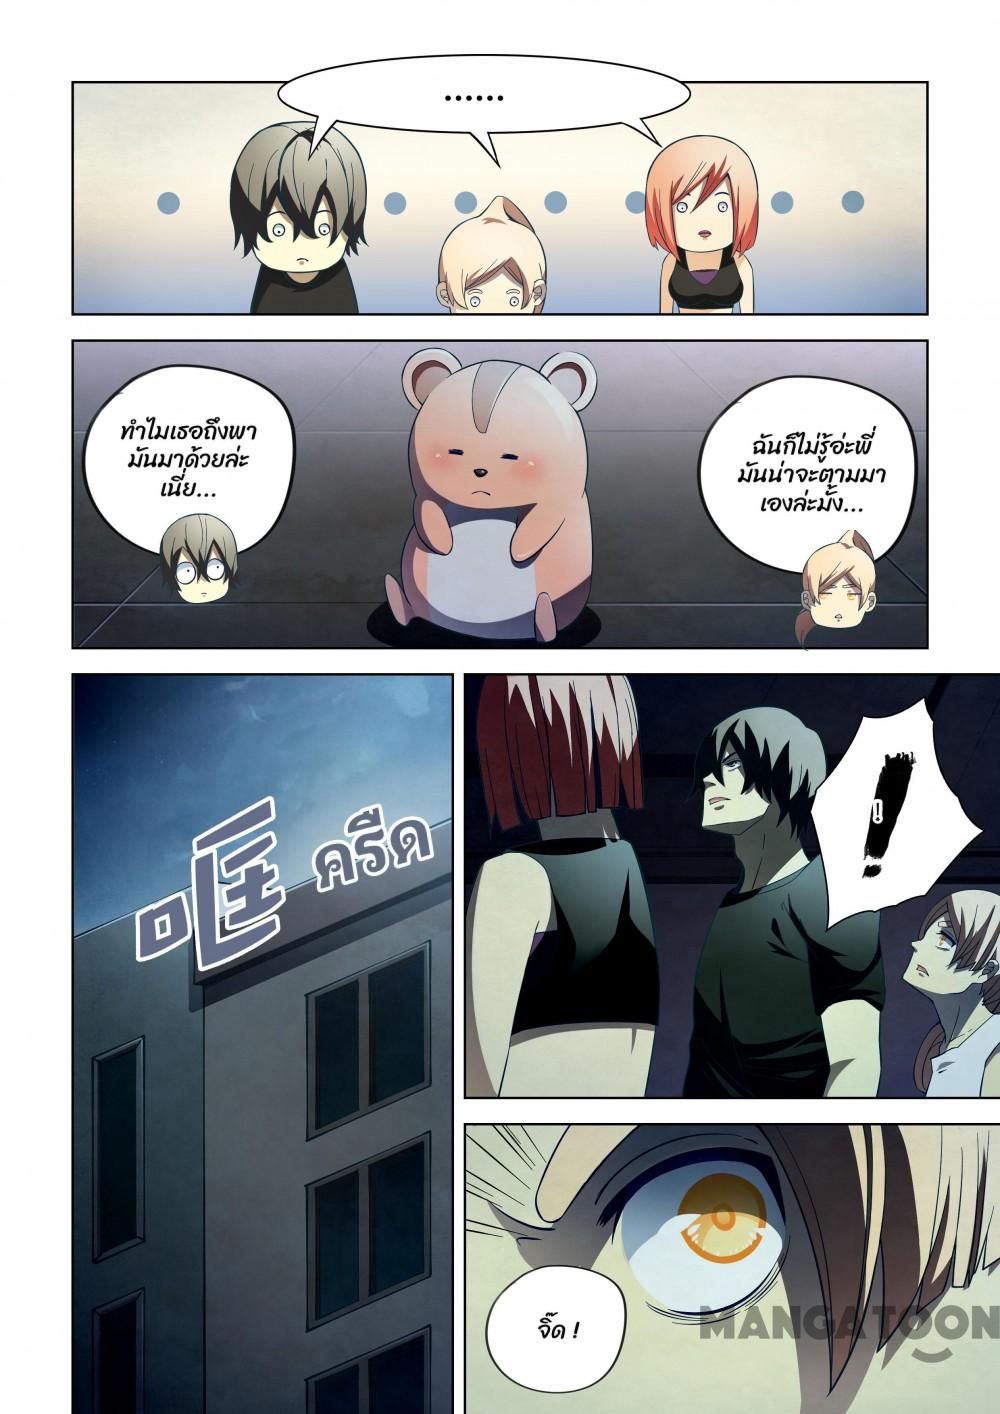 ......
ทำไมเธอถึงพา
มันมาด้วยล่ะ
เนี่ย...
ฉันก็ไม่รู้อ่ะพี่
มันน่าจะตามมา
เองล่ะมั้ง...
哐 ครืด
!
จี๊ด !
MANGATOON